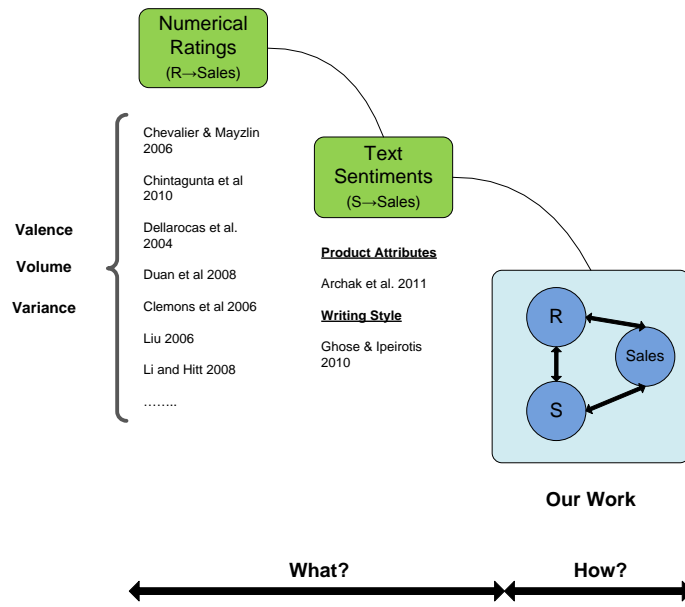 Numerical
Ratings
(R→Sales)
Chevalier & Mayzlin
2006
Chintagunta et al
2010
Dellarocas et al.
2004
Duan et al 2008
Clemons et al 2006
Liu 2006
Li and Hitt 2008
……..
Valence
Volume
Variance
Text
Sentiments
(S→Sales)
Product Attributes
Archak et al. 2011
Writing Style
Ghose & Ipeirotis
2010
R
Sales
S
Our Work
What?
How?